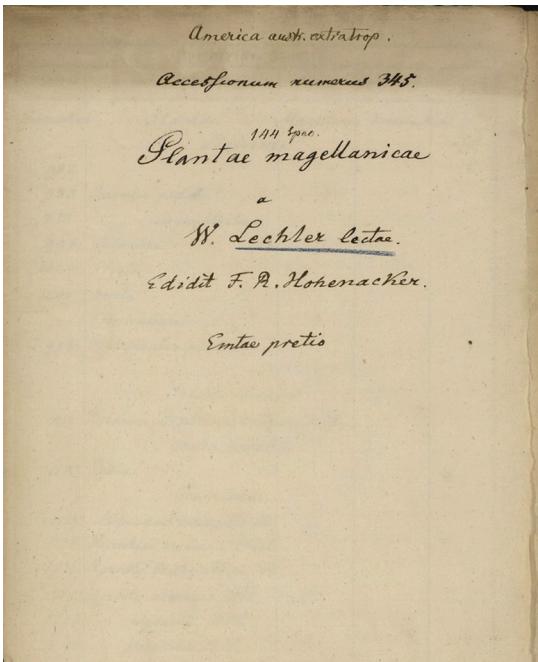 America austr. extratrop.
Accessionum numerus 345.
144 spec.
Plantae magellanicae
a
W. Lechler lectae.
Edidit F. R. Hohenacker.
Emtae pretio